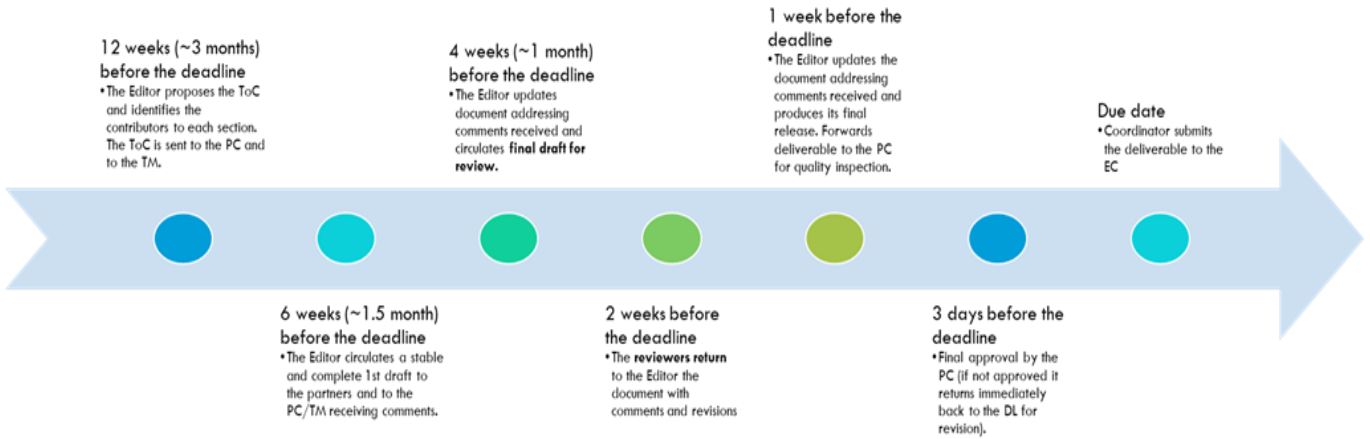 12 weeks (~3 months)
before the deadline
•The Editor proposes the ToC
and identifies the
contributors to each section.
The ToC is sent to the PC and
to the TM.
6 weeks (~1.5 month)
before the deadline
•The Editor circulates a stable
and complete 1st draft to
the partners and to the
PC/TM receiving comments.
4 weeks (~1 month)
before the deadline
•The Editor updates
document addressing
comments received and
circulates final draft for
review.
2 weeks before
the deadline
•The reviewers return
to the Editor the
document with
comments and revisions
1 week before the
deadline
•The Editor updates the
document addressing
comments received and
produces its final
release. Forwards
deliverable to the PC
for quality inspection.
3 days before the
deadline
•Final approval by the
PC (if not approved it
returns immediately
back to the DL for
revision).
Due date
•Coordinator submits
the deliverable to the
EC